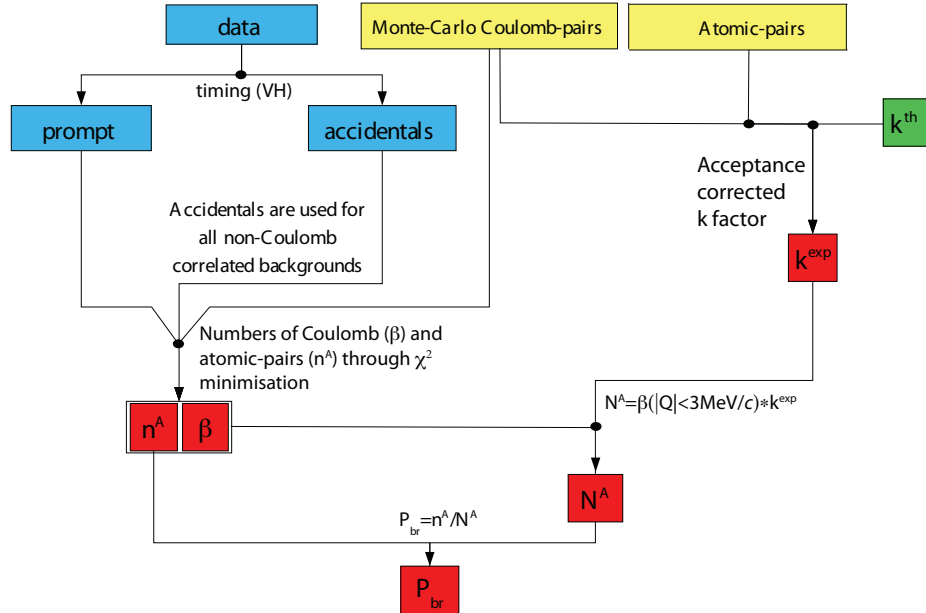 data
Monte-Carlo Coulomb-pairs
Atomic-pairs
timing (VH)
prompt
accidentals
k^th
Acceptance
corrected
k factor
Accidentals are used for
all non-Coulomb
correlated backgrounds
k^exp
Numbers of Coulomb (β) and
atomic-pairs (n^A) through χ²
minimisation
N^A=β(|Q|<3MeV/c)*k^exp
n^A
β
N^A
P_br=n^A/N^A
P_br